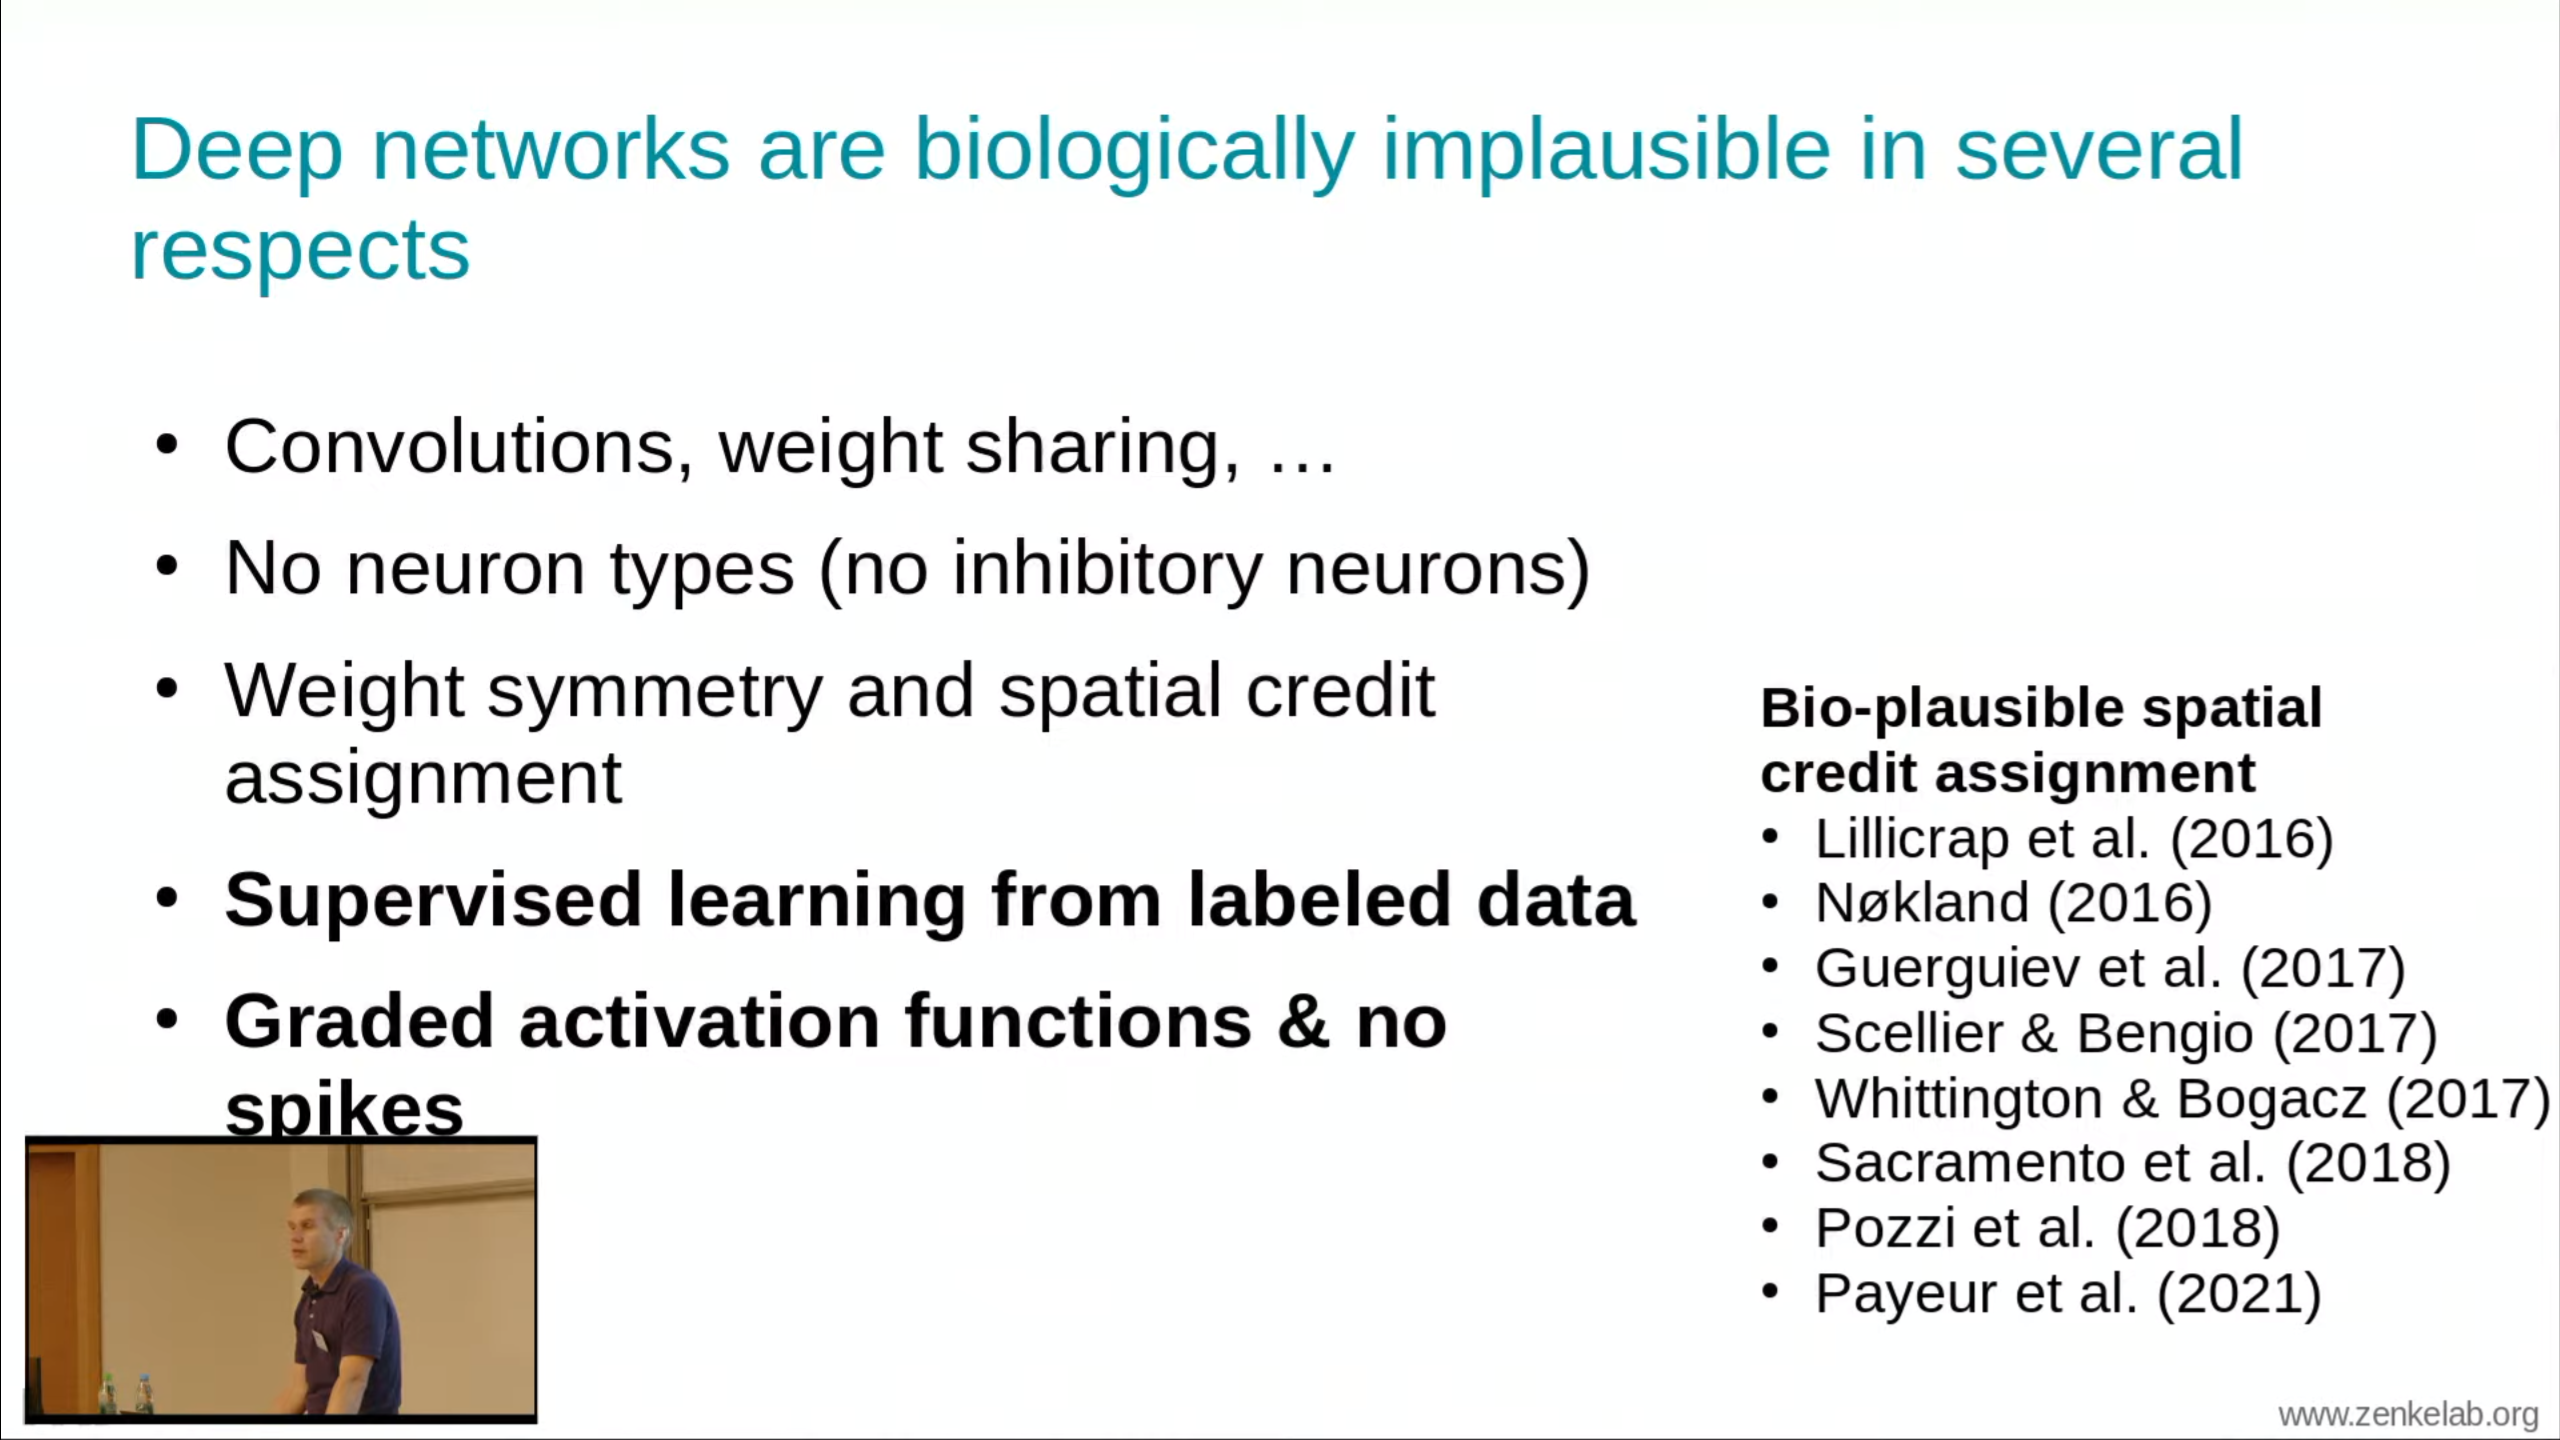 Deep networks are biologically implausible in several
respects
• Convolutions, weight sharing, …
• No neuron types (no inhibitory neurons)
• Weight symmetry and spatial credit
assignment
• Supervised learning from labeled data
• Graded activation functions & no
spikes
Bio-plausible spatial
credit assignment
• Lillicrap et al. (2016)
• Nøkland (2016)
• Guerguiev et al. (2017)
• Scellier & Bengio (2017)
• Whittington & Bogacz (2017)
• Sacramento et al. (2018)
• Pozzi et al. (2018)
• Payeur et al. (2021)
www.zenkelab.org